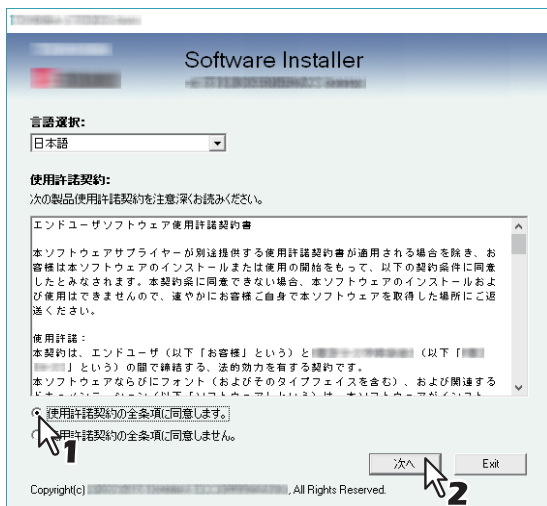 Software Installer
言語選択:
日本語
使用許諾契約:
次の製品使用許諾契約を注意深くお読みください。
エンドユーザソフトウェア使用許諾契約書
本ソフトウェアサプライヤーが別途提供する使用許諾契約書が適用される場合を除き、お
客様は本ソフトウェアのインストールまたは使用の開始をもって、以下の契約条件に同意
したとみなされます。本契約条に同意できない場合、本ソフトウェアのインストールおよ
び使用はできませんので、速やかにお客様ご自身で本ソフトウェアを取得した場所にご返
送ください。
使用許諾：
本契約は、エンドユーザ（以下「お客様」という）と （以下「
」という）の間で締結する、法的効力を有する契約です。
本ソフトウェアならびにフォント（およびそのタイプフェイスを含む）、および関連する
使用許諾契約の全条項に同意します。
使用許諾契約の全条項に同意しません。
1
次へ
Exit
2
Copyright(c) , All Rights Reserved.